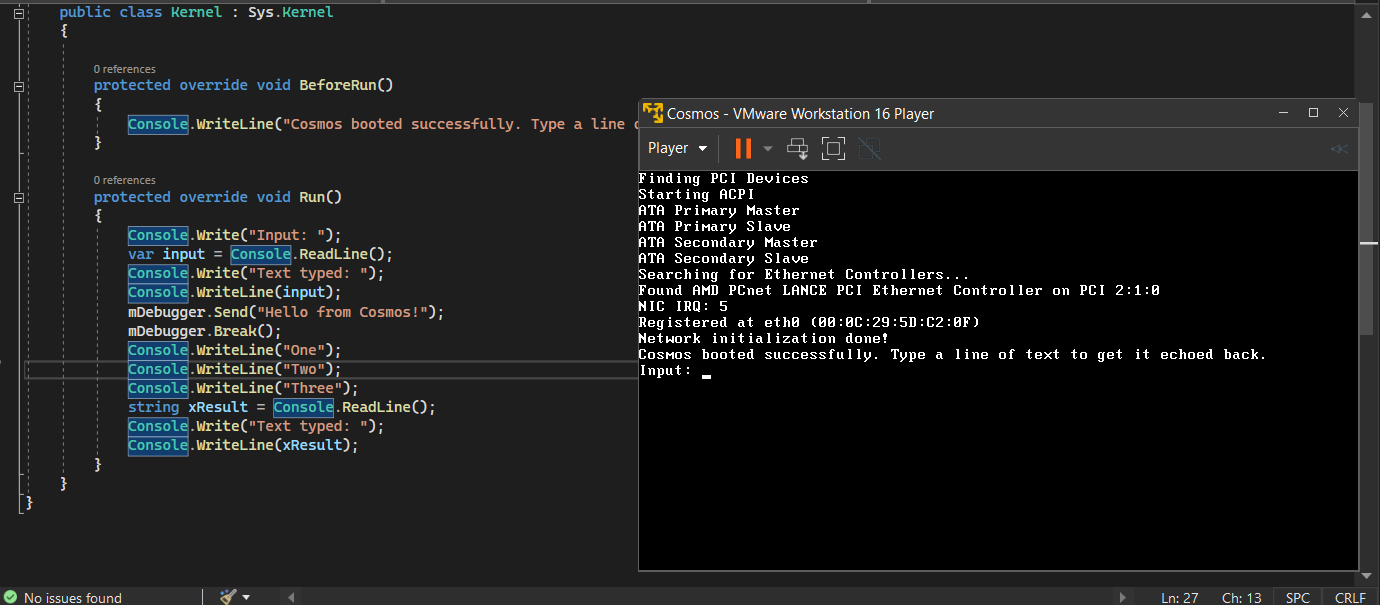 public class Kernel : Sys.Kernel
{
0 references
protected override void BeforeRun()
{
Console.WriteLine("Cosmos booted successfully. Type a line
}
0 references
protected override void Run()
{
Console.Write("Input: ");
var input = Console.ReadLine();
Console.Write("Text typed: ");
Console.WriteLine(input);
mDebugger.Send("Hello from Cosmos!");
mDebugger.Break();
Console.WriteLine("One");
Console.WriteLine("Two");
Console.WriteLine("Three");
string xResult = Console.ReadLine();
Console.Write("Text typed: ");
Console.WriteLine(xResult);
}
}
}
Cosmos - VMware Workstation 16 Player
Player
Finding PCI Devices
Starting ACPI
ATA Primary Master
ATA Primary Slave
ATA Secondary Master
ATA Secondary Slave
Searching for Ethernet Controllers...
Found AMD PCnet LANCE PCI Ethernet Controller on PCI 2:1:0
NIC IRQ: 5
Registered at eth0 (00:0C:29:5D:C2:0F)
Network initialization done!
Cosmos booted successfully. Type a line of text to get it echoed back.
Input: _
No issues found
Ln: 27 Ch: 13 SPC CRLF